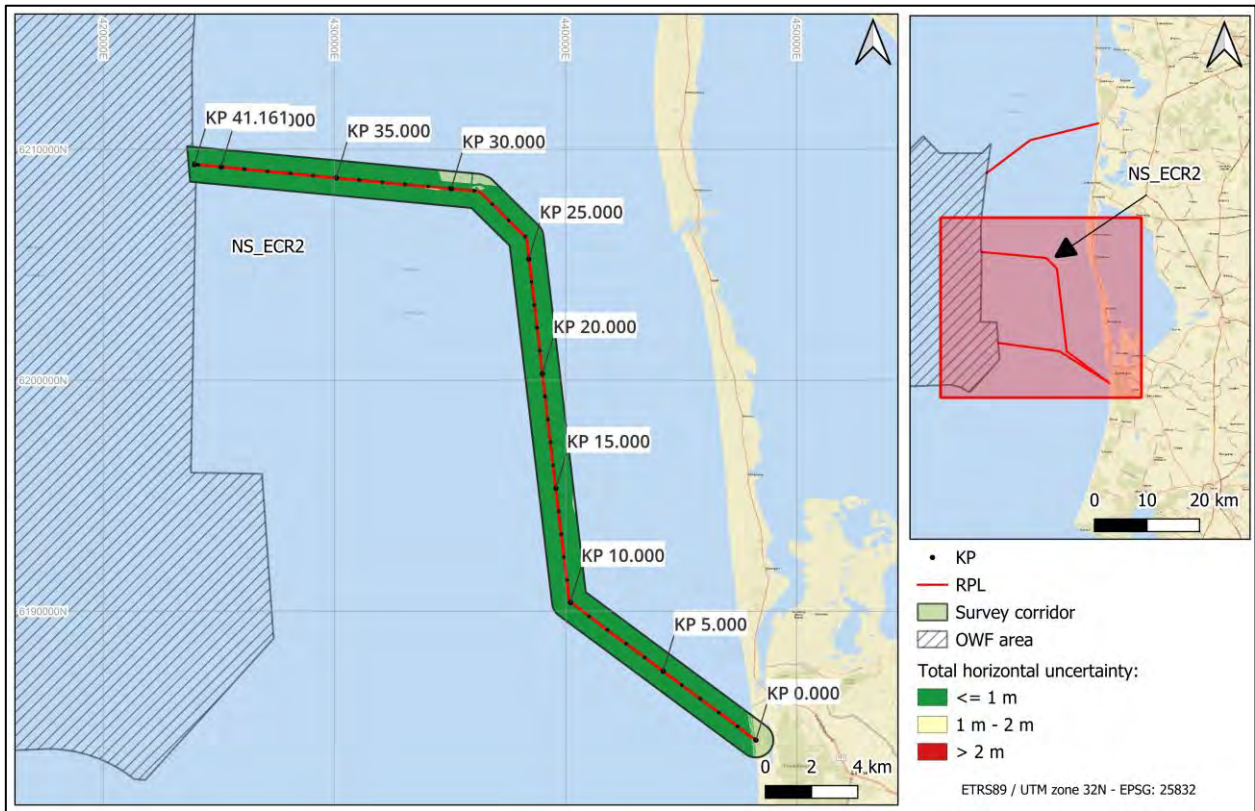 420000E
430000E
440000E
450000E
KP 41.161
000
KP 35.000
KP 30.000
6210000N
NS_ECR2
KP 25.000
KP 20.000
6200000N
KP 15.000
KP 10.000
6190000N
KP 5.000
KP 0.000
0 2 4 km
NS_ECR2
0 10 20 km
KP
RPL
Survey corridor
OWF area
Total horizontal uncertainty:
<= 1 m
1 m - 2 m
> 2 m
ETRS89 / UTM zone 32N - EPSG: 25832